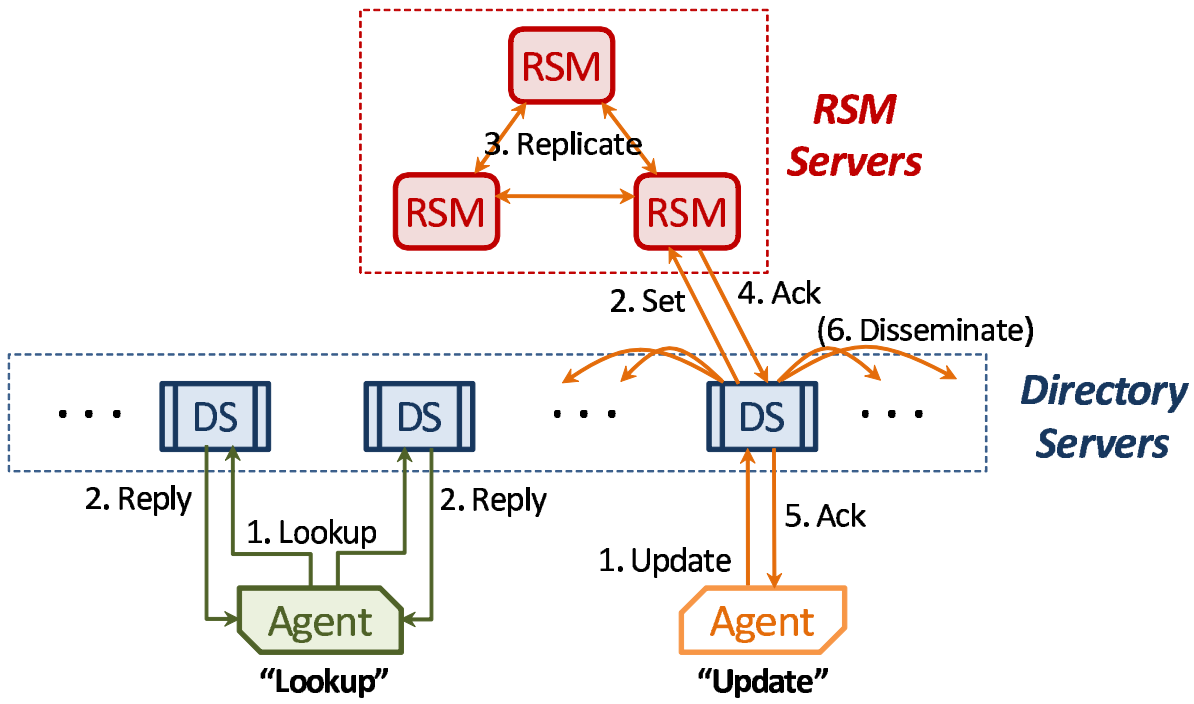 RSM
RSM
Servers
3. Replicate
RSM
RSM
2. Set
4. Ack
(6. Disseminate)
Directory
Servers
. . .
DS
DS
. . .
DS
. . .
2. Reply
1. Lookup
2. Reply
1. Update
5. Ack
Agent
Agent
“Lookup”
“Update”